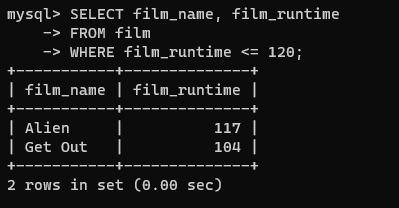 mysql> SELECT film_name, film_runtime
    -> FROM film
    -> WHERE film_runtime <= 120;
+-----------+--------------+
| film_name | film_runtime |
+-----------+--------------+
| Alien     |          117 |
| Get Out   |          104 |
+-----------+--------------+
2 rows in set (0.00 sec)